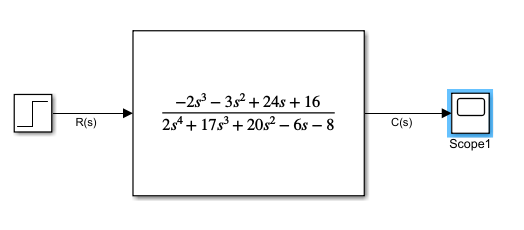 −2s³ − 3s² + 24s + 16
2s⁴ + 17s³ + 20s² − 6s − 8
R(s)
C(s)
Scope1